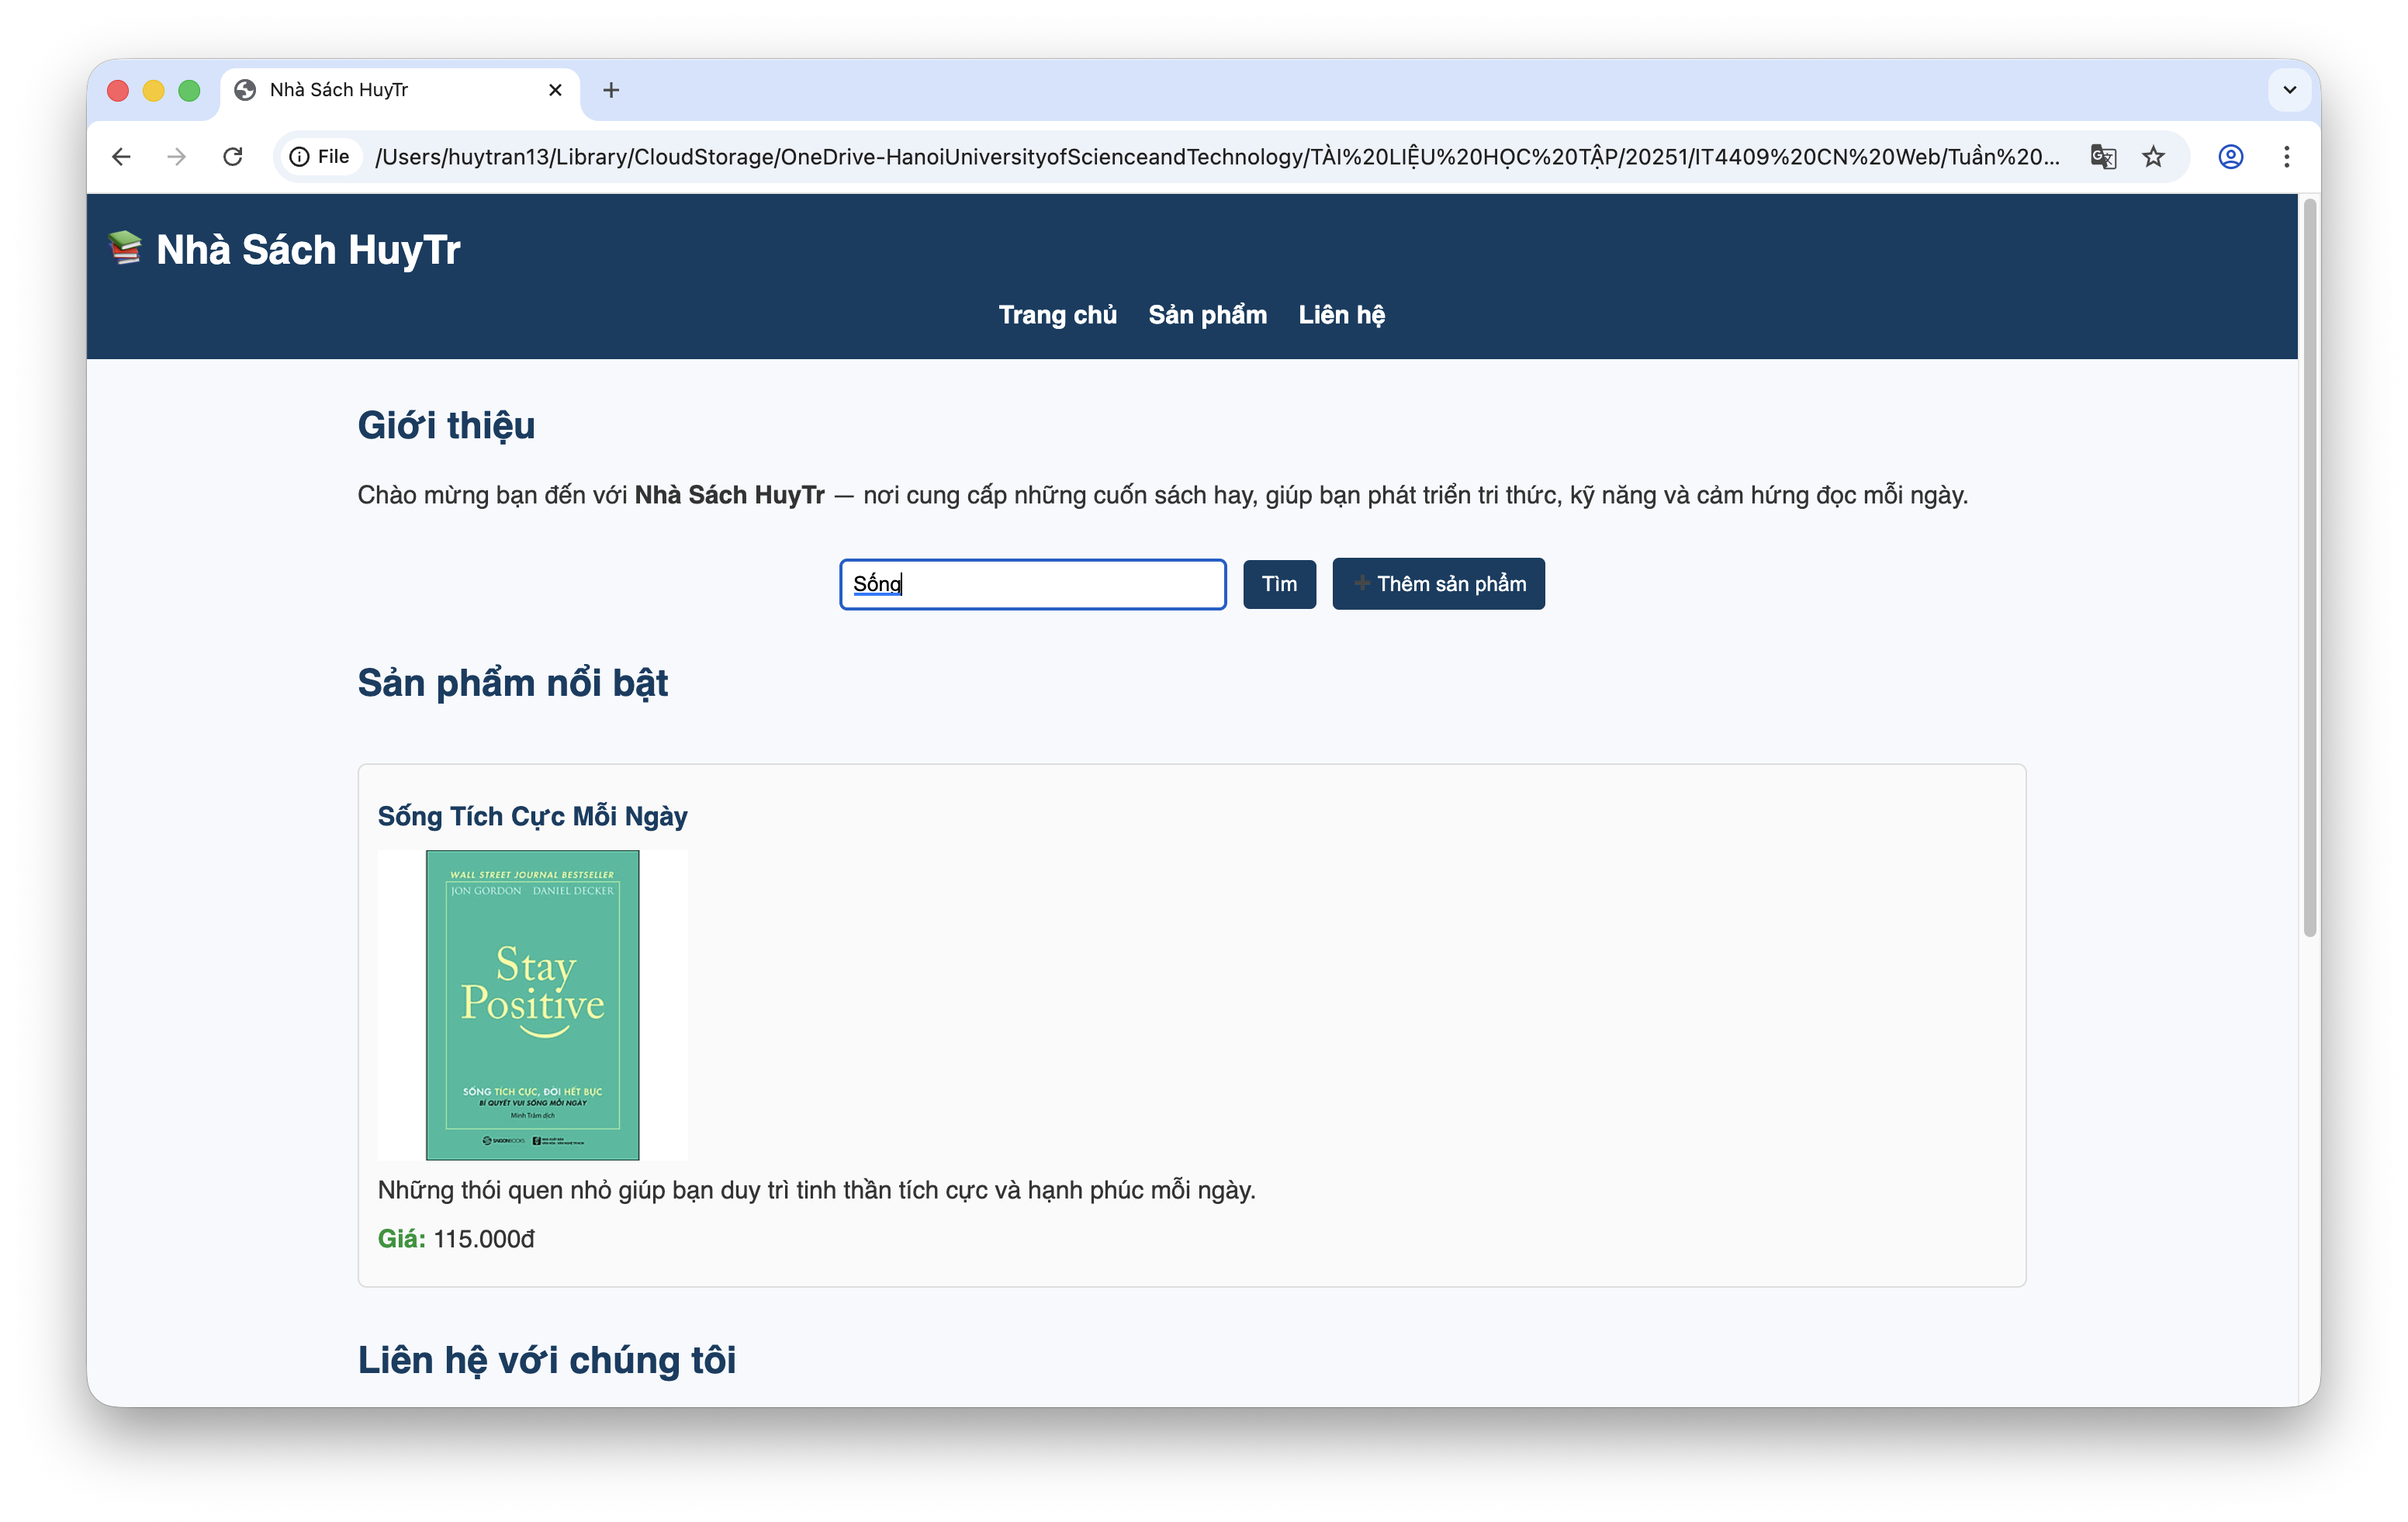 Nhà Sách HuyTr
File
/Users/huytran13/Library/CloudStorage/OneDrive-HanoiUniversityofScienceandTechnology/TÀI%20LIỆU%20HỌC%20TẬP/20251/IT4409%20CN%20Web/Tuần%20...
Nhà Sách HuyTr
Trang chủ Sản phẩm Liên hệ
Giới thiệu
Chào mừng bạn đến với Nhà Sách HuyTr — nơi cung cấp những cuốn sách hay, giúp bạn phát triển tri thức, kỹ năng và cảm hứng đọc mỗi ngày.
Sống Tìm Thêm sản phẩm
Sản phẩm nổi bật
Sống Tích Cực Mỗi Ngày
WALL STREET JOURNAL BESTSELLER
JON GORDON DANIEL DECKER
Stay
Positive
SỐNG TÍCH CỰC, ĐỜI HẾT BỰC
BÍ QUYẾT VUI SỐNG MỖI NGÀY
Minh Trâm dịch
SAIGONBOOKS
Những thói quen nhỏ giúp bạn duy trì tinh thần tích cực và hạnh phúc mỗi ngày.
Giá: 115.000đ
Liên hệ với chúng tôi